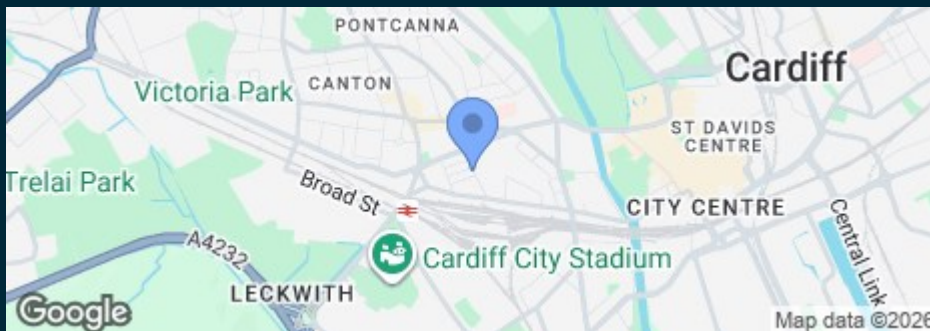 PONTCANNA
Cardiff
Victoria Park
CANTON
ST DAVIDS
CENTRE
Trelai Park
Broad St
CITY CENTRE
Central Link
A4232
Cardiff City Stadium
LECKWITH
Google
Map data ©2026